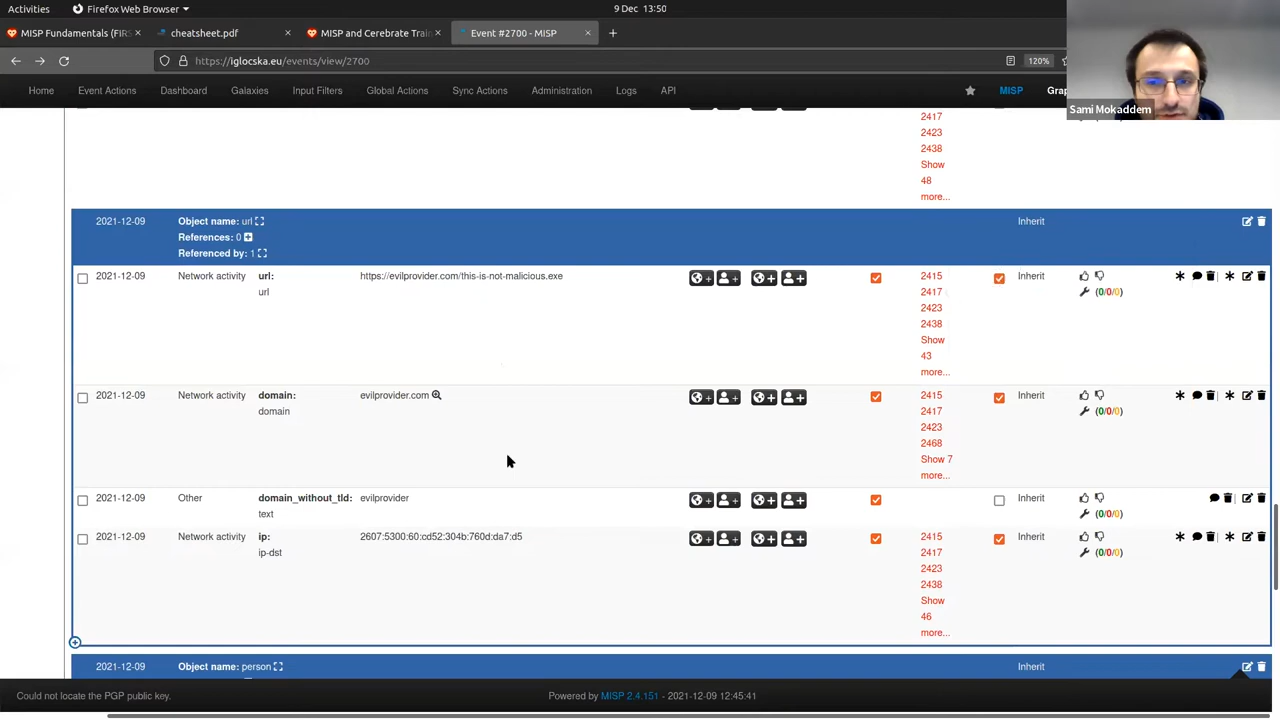 Activities
Firefox Web Browser
9 Dec 13:50
MISP Fundamentals (FIRS
cheatsheet.pdf
MISP and Cerebrate Train
Event #2700 - MISP
https://iglocska.eu/events/view/2700
120%
Home Event Actions Dashboard Galaxies Input Filters Global Actions Sync Actions Administration Logs API MISP Grap
Sami Mokaddem
2417
2423
2438
Show
48
more...
2021-12-09 Object name: url Inherit
References: 0
Referenced by: 1
2021-12-09 Network activity url: https://evilprovider.com/this-is-not-malicious.exe 2415 Inherit
url 2417 (0/0/0)
2423
2438
Show
43
more...
2021-12-09 Network activity domain: evilprovider.com 2415 Inherit
domain 2417 (0/0/0)
2423
2468
Show 7
more...
2021-12-09 Other domain_without_tld: evilprovider Inherit
text (0/0/0)
2021-12-09 Network activity ip: 2607:5300:60:cd52:304b:760d:da7:d5 2415 Inherit
ip-dst 2417 (0/0/0)
2423
2438
Show
46
more...
2021-12-09 Object name: person Inherit
Could not locate the PGP public key.
Powered by MISP 2.4.151 - 2021-12-09 12:45:41